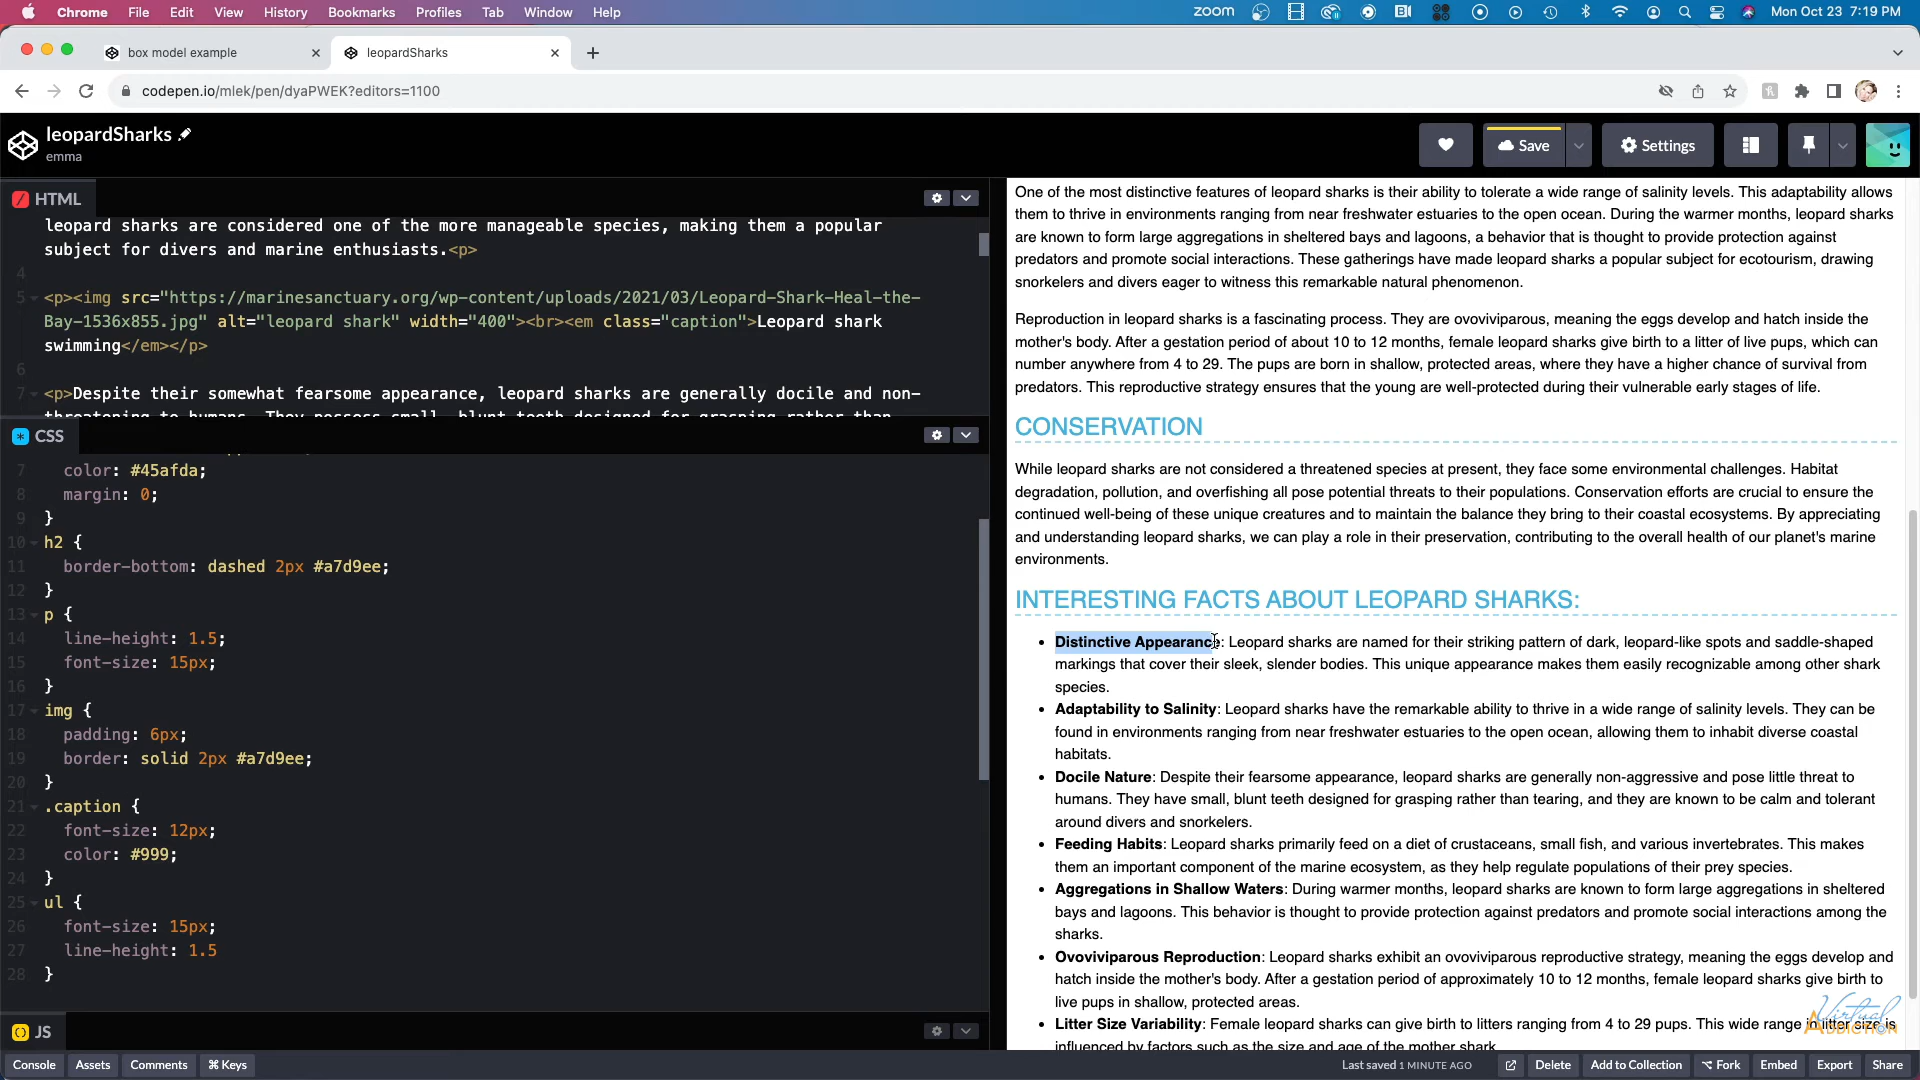 Chrome File Edit View History Bookmarks Profiles Tab Window Help zoom Mon Oct 23 7:19 PM
box model example leopardSharks
codepen.io/mlek/pen/dyaPWEK?editors=1100
leopardSharks
emma
Save Settings
HTML
leopard sharks are considered one of the more manageable species, making them a popular
subject for divers and marine enthusiasts.<p>
4
5 <p><img src="https://marinesanctuary.org/wp-content/uploads/2021/03/Leopard-Shark-Heal-the-
Bay-1536x855.jpg" alt="leopard shark" width="400"><br><em class="caption">Leopard shark
swimming</em></p>
6
7 <p>Despite their somewhat fearsome appearance, leopard sharks are generally docile and non-
threatening to humans. They possess small, blunt teeth designed for grasping rather than
CSS
7 color: #45afda;
8 margin: 0;
9 }
10 h2 {
11 border-bottom: dashed 2px #a7d9ee;
12 }
13 p {
14 line-height: 1.5;
15 font-size: 15px;
16 }
17 img {
18 padding: 6px;
19 border: solid 2px #a7d9ee;
20 }
21 .caption {
22 font-size: 12px;
23 color: #999;
24 }
25 ul {
26 font-size: 15px;
27 line-height: 1.5
28 }
JS
One of the most distinctive features of leopard sharks is their ability to tolerate a wide range of salinity levels. This adaptability allows
them to thrive in environments ranging from near freshwater estuaries to the open ocean. During the warmer months, leopard sharks
are known to form large aggregations in sheltered bays and lagoons, a behavior that is thought to provide protection against
predators and promote social interactions. These gatherings have made leopard sharks a popular subject for ecotourism, drawing
snorkelers and divers eager to witness this remarkable natural phenomenon.
Reproduction in leopard sharks is a fascinating process. They are ovoviviparous, meaning the eggs develop and hatch inside the
mother's body. After a gestation period of about 10 to 12 months, female leopard sharks give birth to a litter of live pups, which can
number anywhere from 4 to 29. The pups are born in shallow, protected areas, where they have a higher chance of survival from
predators. This reproductive strategy ensures that the young are well-protected during their vulnerable early stages of life.
CONSERVATION
While leopard sharks are not considered a threatened species at present, they face some environmental challenges. Habitat
degradation, pollution, and overfishing all pose potential threats to their populations. Conservation efforts are crucial to ensure the
continued well-being of these unique creatures and to maintain the balance they bring to their coastal ecosystems. By appreciating
and understanding leopard sharks, we can play a role in their preservation, contributing to the overall health of our planet's marine
environments.
INTERESTING FACTS ABOUT LEOPARD SHARKS:
• Distinctive Appearance: Leopard sharks are named for their striking pattern of dark, leopard-like spots and saddle-shaped
markings that cover their sleek, slender bodies. This unique appearance makes them easily recognizable among other shark
species.
• Adaptability to Salinity: Leopard sharks have the remarkable ability to thrive in a wide range of salinity levels. They can be
found in environments ranging from near freshwater estuaries to the open ocean, allowing them to inhabit diverse coastal
habitats.
• Docile Nature: Despite their fearsome appearance, leopard sharks are generally non-aggressive and pose little threat to
humans. They have small, blunt teeth designed for grasping rather than tearing, and they are known to be calm and tolerant
around divers and snorkelers.
• Feeding Habits: Leopard sharks primarily feed on a diet of crustaceans, small fish, and various invertebrates. This makes
them an important component of the marine ecosystem, as they help regulate populations of their prey species.
• Aggregations in Shallow Waters: During warmer months, leopard sharks are known to form large aggregations in sheltered
bays and lagoons. This behavior is thought to provide protection against predators and promote social interactions among the
sharks.
• Ovoviviparous Reproduction: Leopard sharks exhibit an ovoviviparous reproductive strategy, meaning the eggs develop and
hatch inside the mother's body. After a gestation period of approximately 10 to 12 months, female leopard sharks give birth to
live pups in shallow, protected areas.
• Litter Size Variability: Female leopard sharks can give birth to litters ranging from 4 to 29 pups. This wide range in litter size is
influenced by factors such as the size and age of the mother shark.
Virtual
ADDICTION
Console Assets Comments ⌘ Keys Last saved 1 MINUTE AGO Delete Add to Collection Fork Embed Export Share